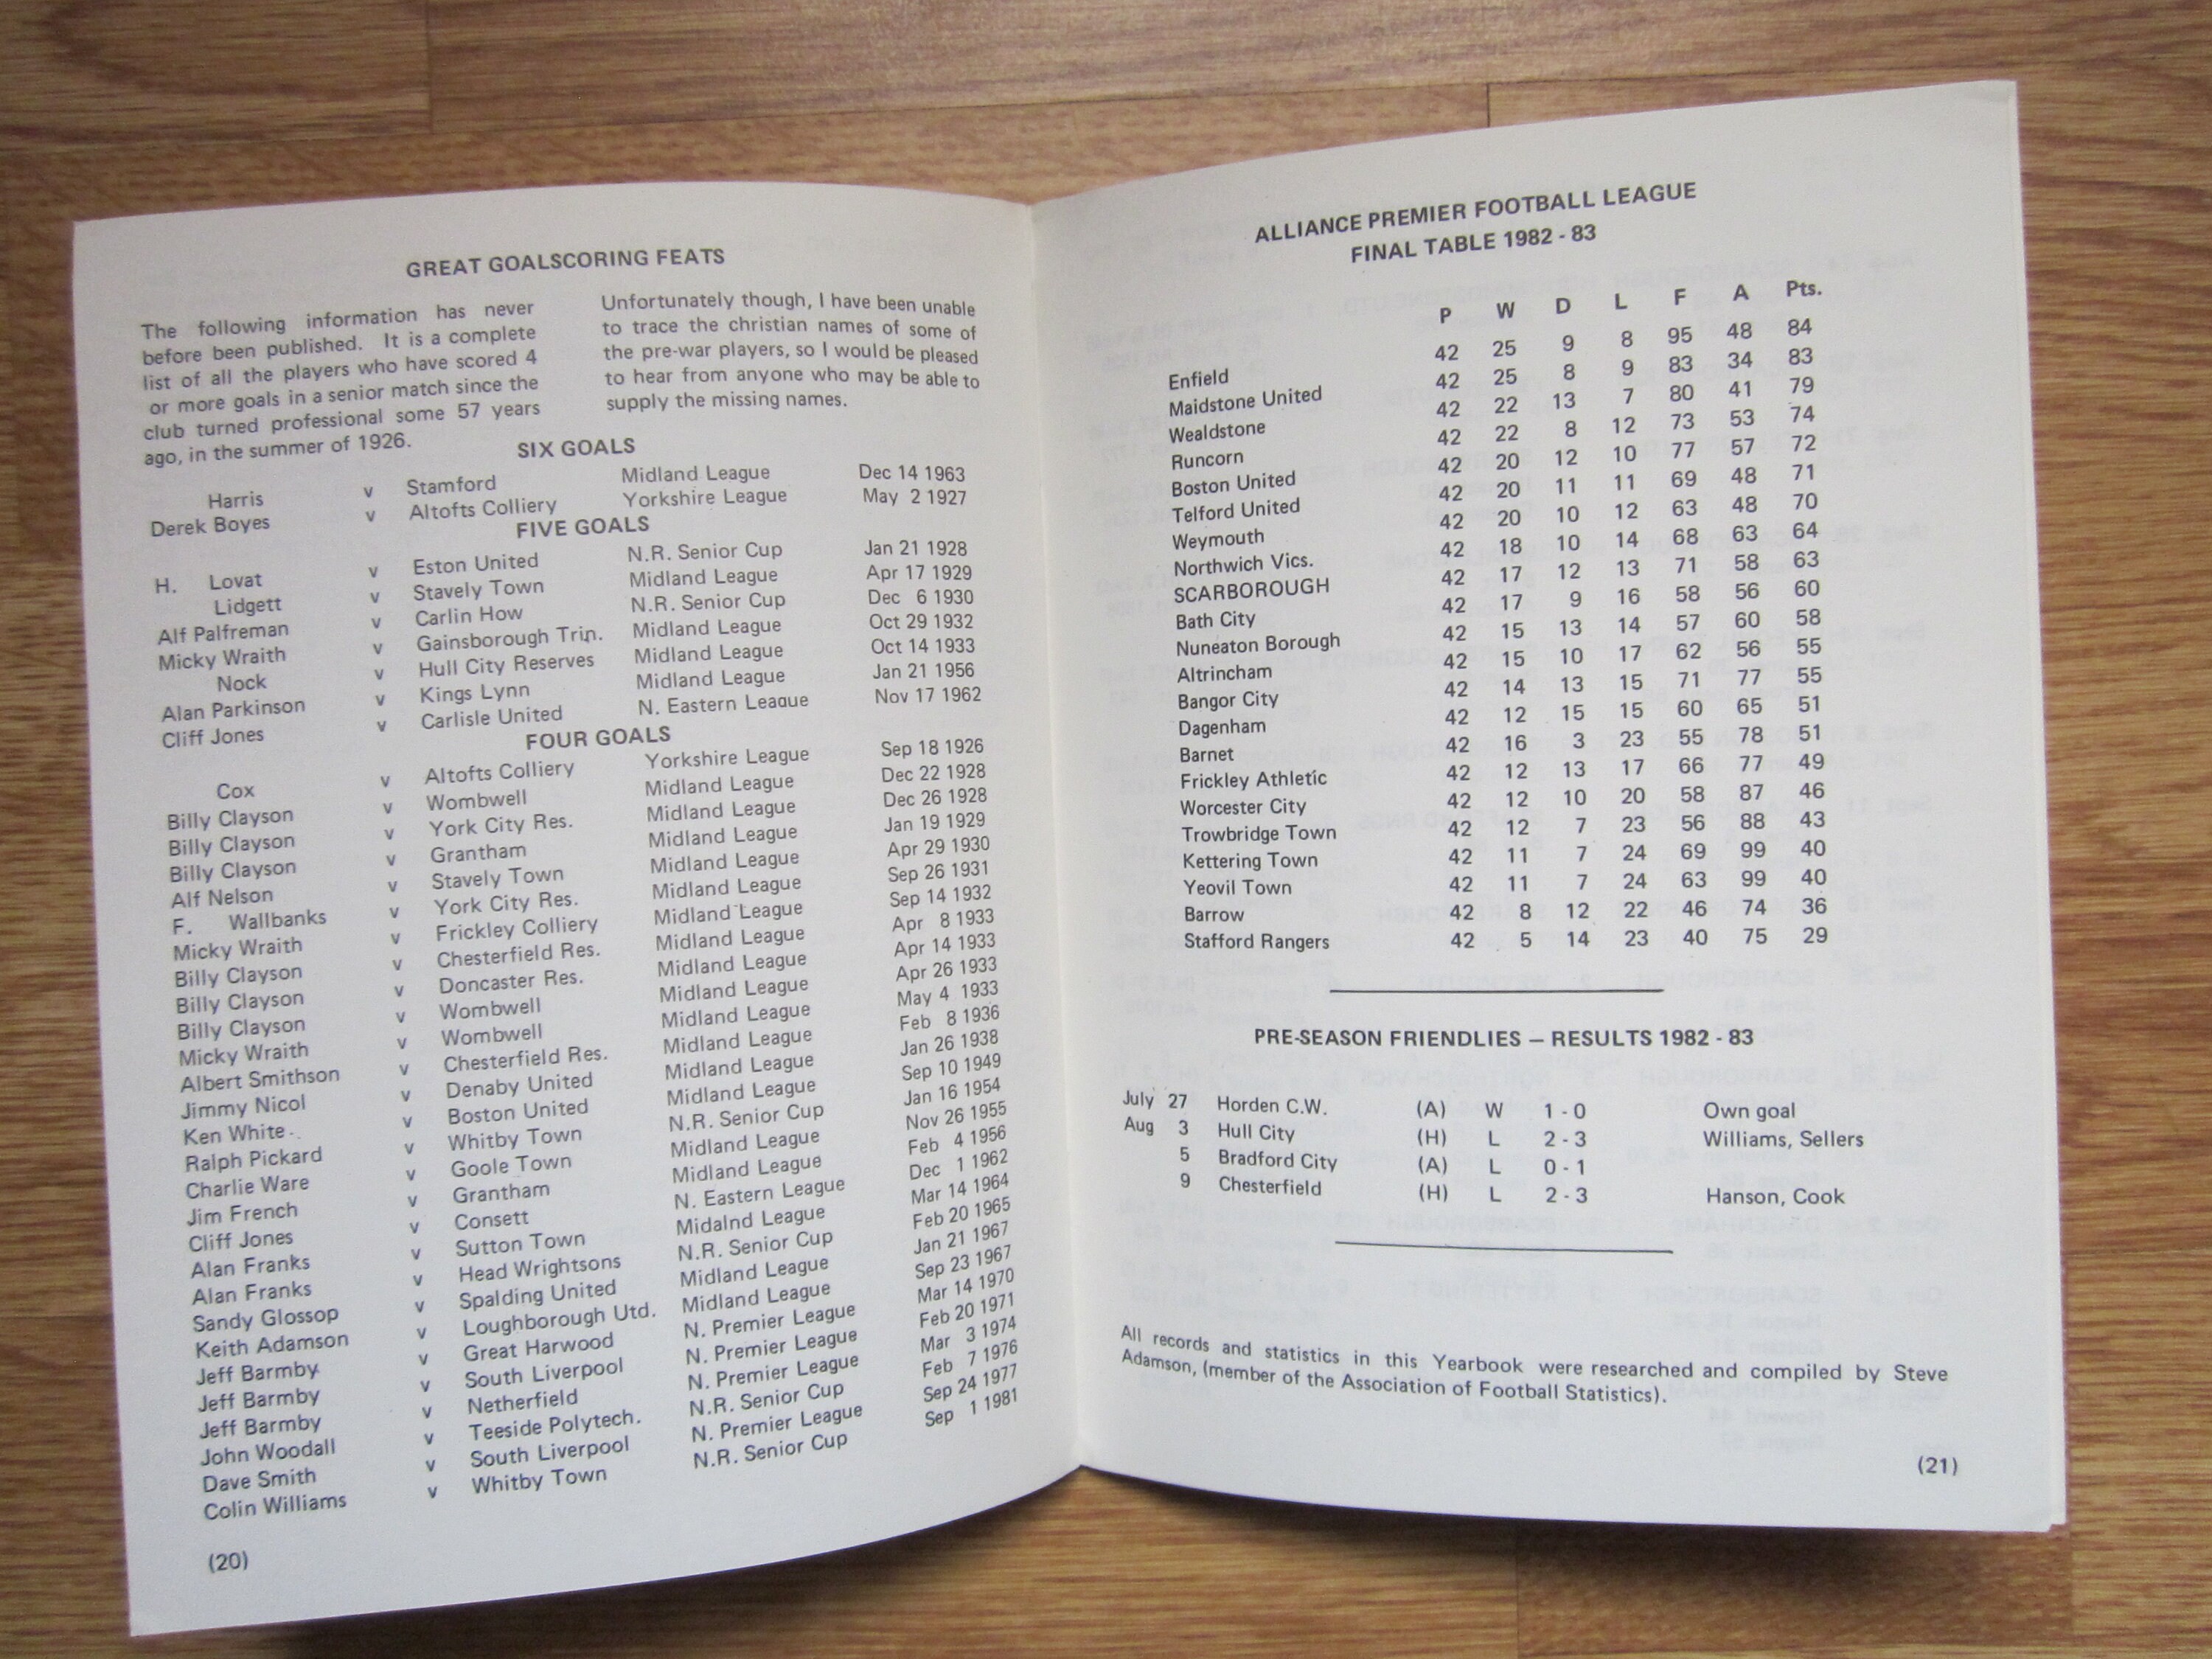 GREAT GOALSCORING FEATS
The following information has never
before been published. It is a complete
list of all the players who have scored 4
or more goals in a senior match since the
club turned professional some 57 years
ago, in the summer of 1926.
Unfortunately though, I have been unable
to trace the christian names of some of
the pre-war players, so I would be pleased
to hear from anyone who may be able to
supply the missing names.
SIX GOALS
Harris v Stamford Midland League Dec 14 1963
Derek Boyes v Altofts Colliery Yorkshire League May 2 1927
FIVE GOALS
H. Lovat v Eston United N.R. Senior Cup Jan 21 1928
Lidgett v Stavely Town Midland League Apr 17 1929
Alf Palfreman v Carlin How N.R. Senior Cup Dec 6 1930
Micky Wraith v Gainsborough Trin. Midland League Oct 29 1932
Nock v Hull City Reserves Midland League Oct 14 1933
Alan Parkinson v Kings Lynn Midland League Jan 21 1956
Cliff Jones v Carlisle United N. Eastern League Nov 17 1962
FOUR GOALS
Cox v Altofts Colliery Yorkshire League Sep 18 1926
Billy Clayson v Wombwell Midland League Dec 22 1928
Billy Clayson v York City Res. Midland League Dec 26 1928
Billy Clayson v Grantham Midland League Jan 19 1929
Alf Nelson v Stavely Town Midland League Apr 29 1930
F. Wallbanks v York City Res. Midland League Sep 26 1931
Micky Wraith v Frickley Colliery Midland League Sep 14 1932
Billy Clayson v Chesterfield Res. Midland League Apr 8 1933
Billy Clayson v Doncaster Res. Midland League Apr 14 1933
Billy Clayson v Wombwell Midland League Apr 26 1933
Micky Wraith v Wombwell Midland League May 4 1933
Albert Smithson v Chesterfield Res. Midland League Feb 8 1936
Jimmy Nicol v Denaby United Midland League Jan 26 1938
Ken White v Boston United Midland League Sep 10 1949
Ralph Pickard v Whitby Town N.R. Senior Cup Jan 16 1954
Charlie Ware v Goole Town Midland League Nov 26 1955
Jim French v Grantham Midland League Feb 4 1956
Cliff Jones v Consett N. Eastern League Dec 1 1962
Alan Franks v Sutton Town Midalnd League Mar 14 1964
Alan Franks v Head Wrightsons N.R. Senior Cup Feb 20 1965
Sandy Glossop v Spalding United Midland League Jan 21 1967
Keith Adamson v Loughborough Utd. Midland League Sep 23 1967
Jeff Barmby v Great Harwood N. Premier League Mar 14 1970
Jeff Barmby v South Liverpool N. Premier League Feb 20 1971
Jeff Barmby v Netherfield N. Premier League Mar 3 1974
John Woodall v Teeside Polytech. N.R. Senior Cup Feb 7 1976
Dave Smith v South Liverpool N. Premier League Sep 24 1977
Colin Williams v Whitby Town N.R. Senior Cup Sep 1 1981
(20)
ALLIANCE PREMIER FOOTBALL LEAGUE
FINAL TABLE 1982 - 83
P W D L F A Pts.
Enfield 42 25 9 8 95 48 84
Maidstone United 42 25 8 9 83 34 83
Wealdstone 42 22 13 7 80 41 79
Runcorn 42 22 8 12 73 53 74
Boston United 42 20 12 10 77 57 72
Telford United 42 20 11 11 69 48 71
Weymouth 42 20 10 12 63 48 70
Northwich Vics. 42 18 10 14 68 63 64
SCARBOROUGH 42 17 12 13 71 58 63
Bath City 42 17 9 16 58 56 60
Nuneaton Borough 42 15 13 14 57 60 58
Altrincham 42 15 10 17 62 56 55
Bangor City 42 14 13 15 71 77 55
Dagenham 42 12 15 15 60 65 51
Barnet 42 16 3 23 55 78 51
Frickley Athletic 42 12 13 17 66 77 49
Worcester City 42 12 10 20 58 87 46
Trowbridge Town 42 12 7 23 56 88 43
Kettering Town 42 11 7 24 69 99 40
Yeovil Town 42 11 7 24 63 99 40
Barrow 42 8 12 22 46 74 36
Stafford Rangers 42 5 14 23 40 75 29
PRE-SEASON FRIENDLIES – RESULTS 1982 - 83
July 27 Horden C.W. (A) W 1 - 0 Own goal
Aug 3 Hull City (H) L 2 - 3 Williams, Sellers
5 Bradford City (A) L 0 - 1
9 Chesterfield (H) L 2 - 3 Hanson, Cook
All records and statistics in this Yearbook were researched and compiled by Steve
Adamson, (member of the Association of Football Statistics).
(21)